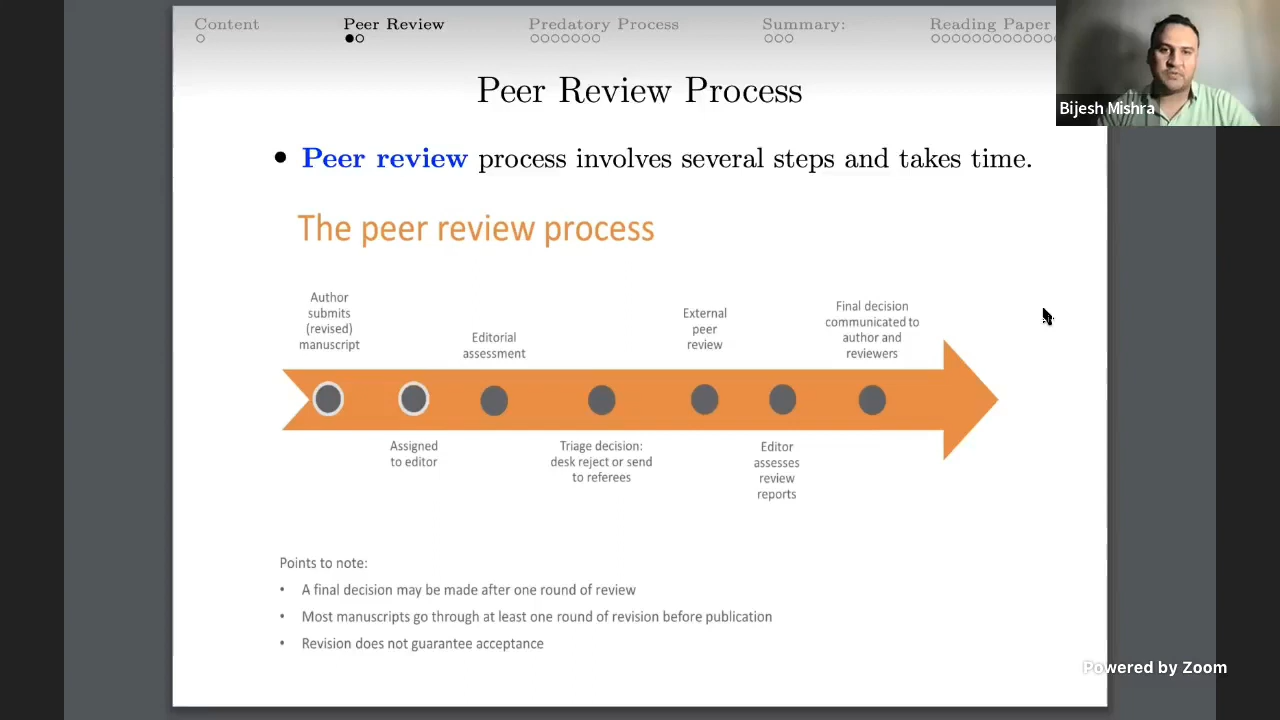 Content Peer Review Predatory Process Summary: Reading Paper
Bijesh Mishra
Peer Review Process
• Peer review process involves several steps and takes time.
The peer review process
Author
submits
(revised)
manuscript
Assigned
to editor
Editorial
assessment
Triage decision:
desk reject or send
to referees
External
peer
review
Editor
assesses
review
reports
Final decision
communicated to
author and
reviewers
Points to note:
• A final decision may be made after one round of review
• Most manuscripts go through at least one round of revision before publication
• Revision does not guarantee acceptance
Powered by Zoom